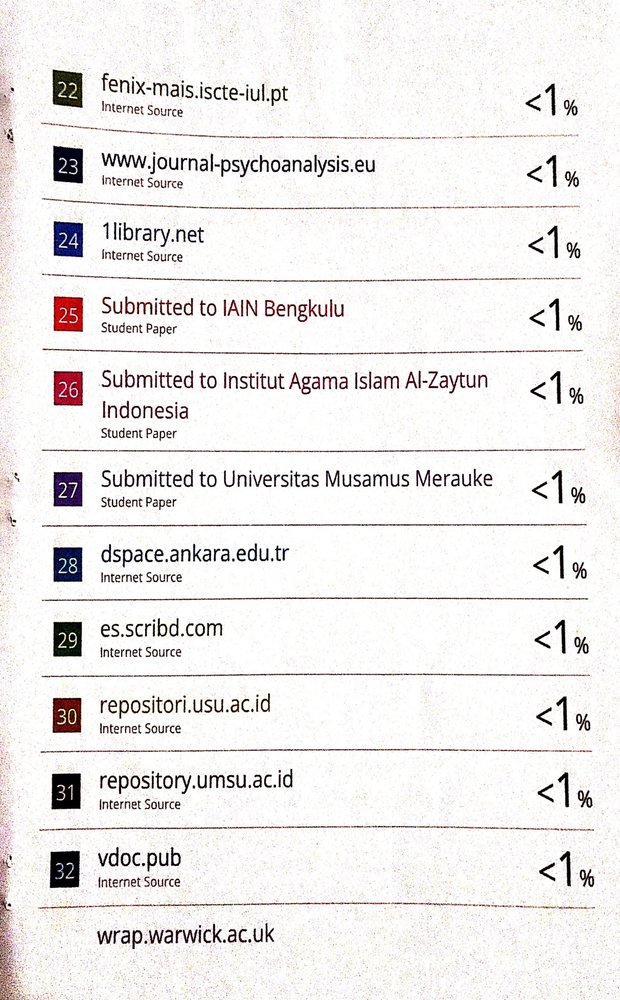 22 fenix-mais.iscte-iul.pt <1%
Internet Source
23 www.journal-psychoanalysis.eu <1%
Internet Source
24 1library.net <1%
Internet Source
25 Submitted to IAIN Bengkulu <1%
Student Paper
26 Submitted to Institut Agama Islam Al-Zaytun <1%
Indonesia
Student Paper
27 Submitted to Universitas Musamus Merauke <1%
Student Paper
28 dspace.ankara.edu.tr <1%
Internet Source
29 es.scribd.com <1%
Internet Source
30 repositori.usu.ac.id <1%
Internet Source
31 repository.umsu.ac.id <1%
Internet Source
32 vdoc.pub <1%
Internet Source
wrap.warwick.ac.uk